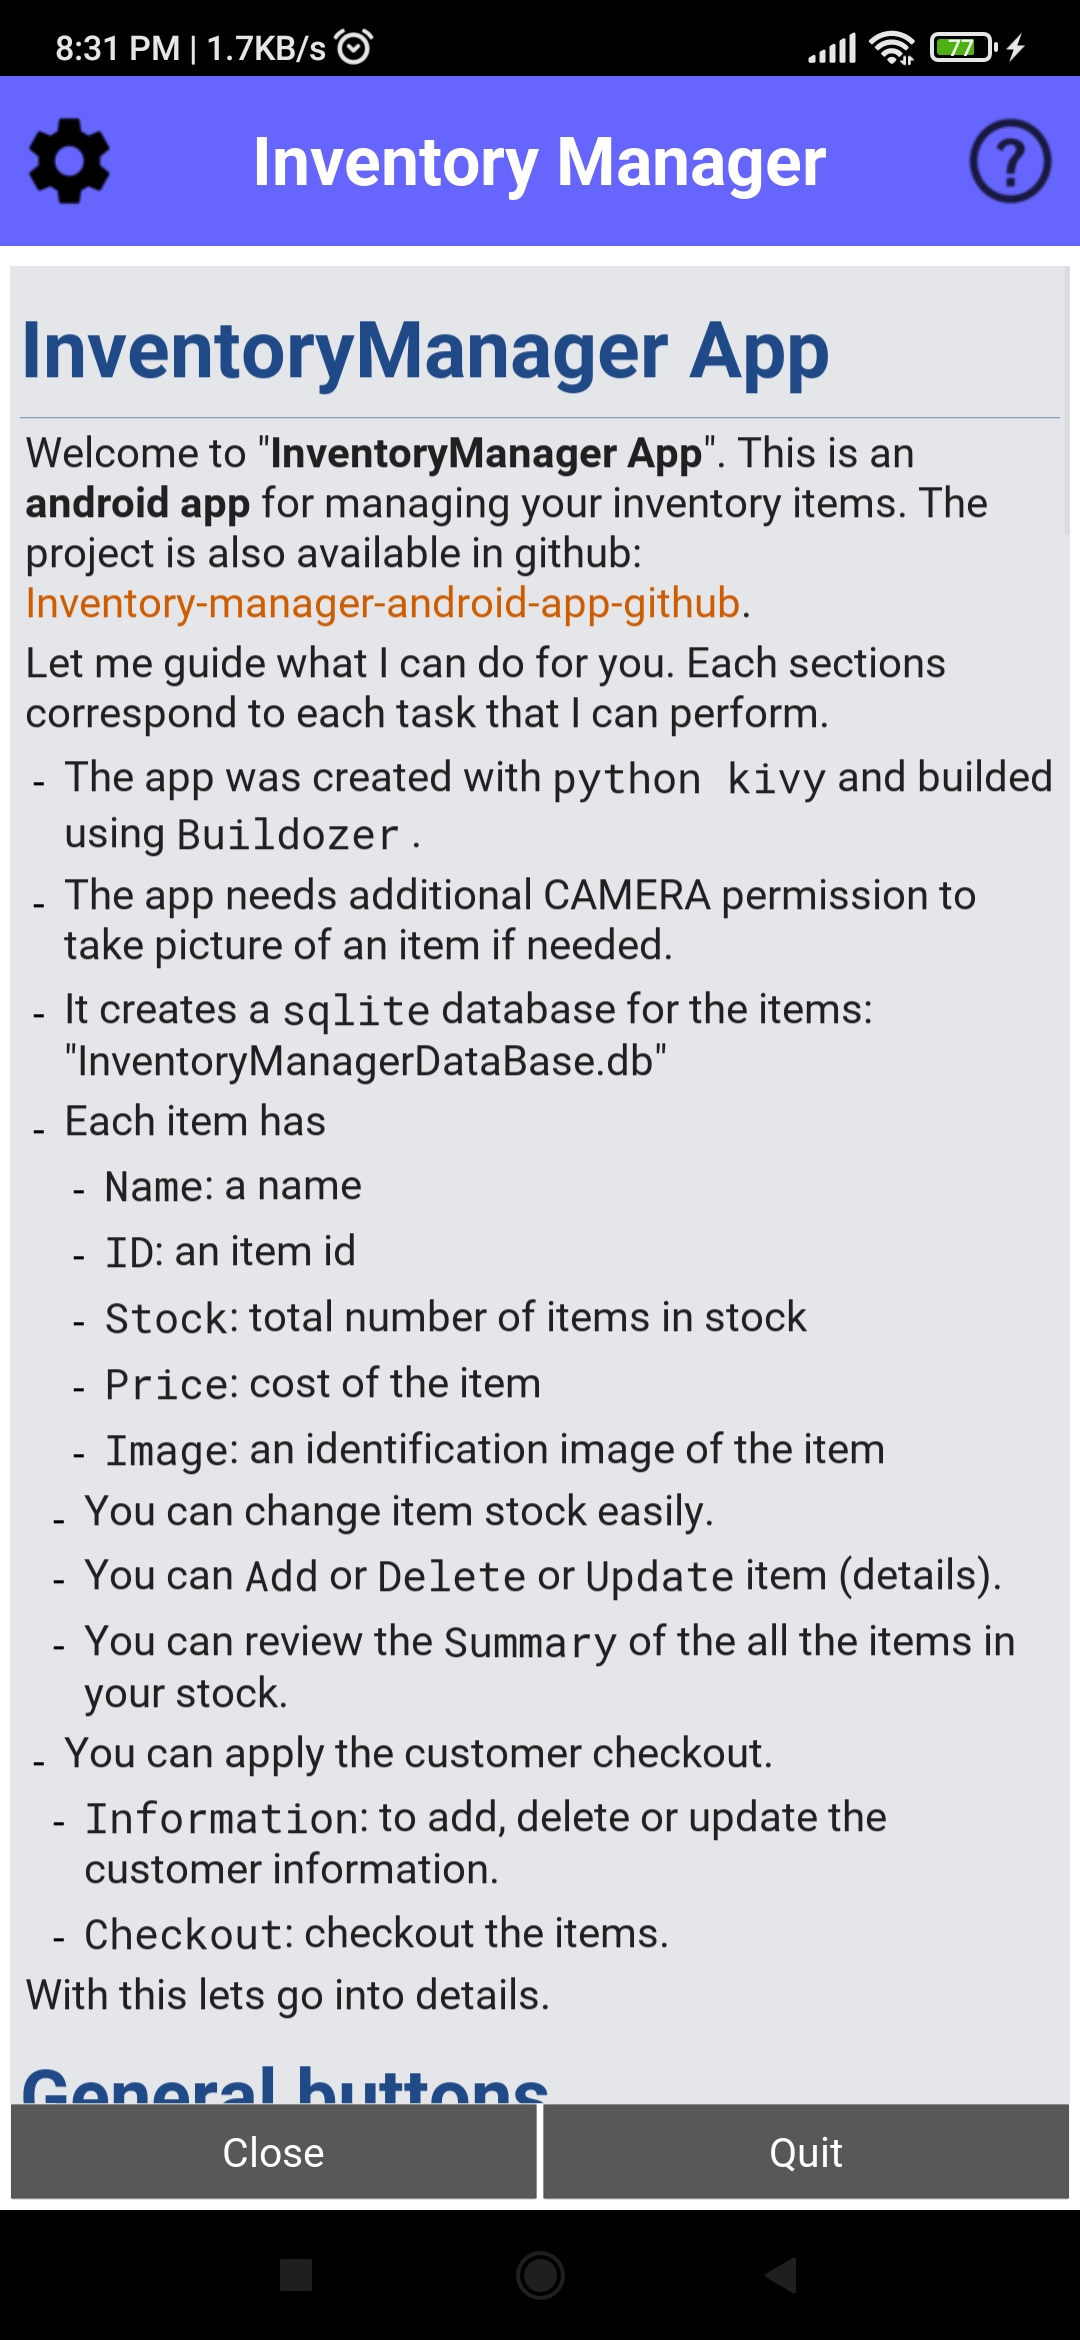 8:31 PM | 1.7KB/s
77
Inventory Manager
?
InventoryManager App
Welcome to "InventoryManager App". This is an
android app for managing your inventory items. The
project is also available in github:
Inventory-manager-android-app-github.
Let me guide what I can do for you. Each sections
correspond to each task that I can perform.
- The app was created with python kivy and builded
using Buildozer .
- The app needs additional CAMERA permission to
take picture of an item if needed.
- It creates a sqlite database for the items:
"InventoryManagerDataBase.db"
- Each item has
- Name: a name
- ID: an item id
- Stock: total number of items in stock
- Price: cost of the item
- Image: an identification image of the item
- You can change item stock easily.
- You can Add or Delete or Update item (details).
- You can review the Summary of the all the items in
your stock.
- You can apply the customer checkout.
- Information: to add, delete or update the
customer information.
- Checkout: checkout the items.
With this lets go into details.
General buttons
Close
Quit